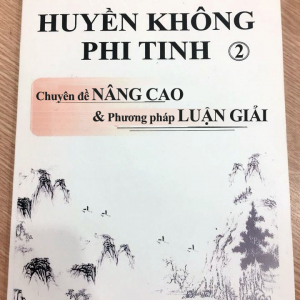 HUYỀN KHÔNG
PHI TINH ②
Chuyên đề NÂNG CAO
& Phương pháp LUẬN GIẢI